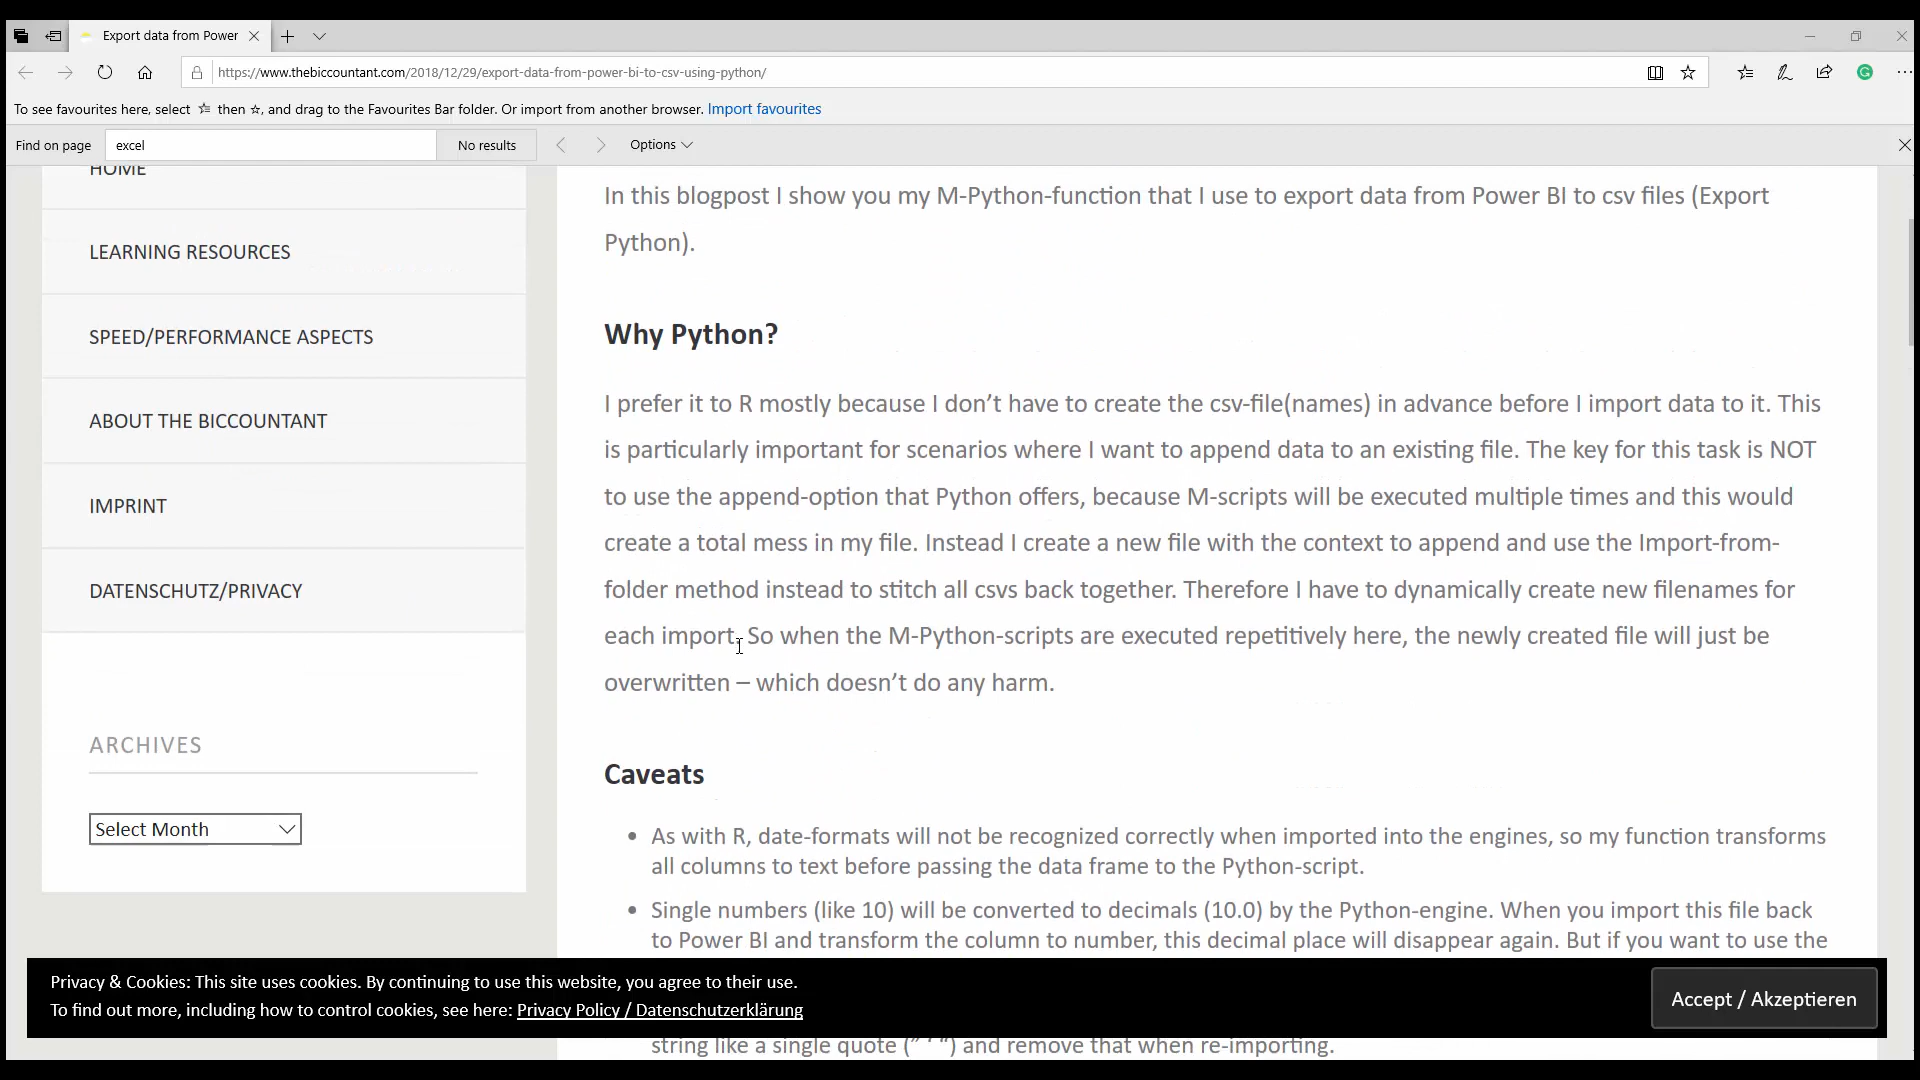 Export data from Power
https://www.thebiccountant.com/2018/12/29/export-data-from-power-bi-to-csv-using-python/
To see favourites here, select then ☆, and drag to the Favourites Bar folder. Or import from another browser. Import favourites
Find on page excel No results Options
HOME
LEARNING RESOURCES
SPEED/PERFORMANCE ASPECTS
ABOUT THE BICCOUNTANT
IMPRINT
DATENSCHUTZ/PRIVACY
ARCHIVES
Select Month
In this blogpost I show you my M-Python-function that I use to export data from Power BI to csv files (Export
Python).
Why Python?
I prefer it to R mostly because I don’t have to create the csv-file(names) in advance before I import data to it. This
is particularly important for scenarios where I want to append data to an existing file. The key for this task is NOT
to use the append-option that Python offers, because M-scripts will be executed multiple times and this would
create a total mess in my file. Instead I create a new file with the context to append and use the Import-from-
folder method instead to stitch all csvs back together. Therefore I have to dynamically create new filenames for
each import. So when the M-Python-scripts are executed repetitively here, the newly created file will just be
overwritten – which doesn’t do any harm.
Caveats
• As with R, date-formats will not be recognized correctly when imported into the engines, so my function transforms
all columns to text before passing the data frame to the Python-script.
• Single numbers (like 10) will be converted to decimals (10.0) by the Python-engine. When you import this file back
to Power BI and transform the column to number, this decimal place will disappear again. But if you want to use the
string like a single quote (“ ‘ “) and remove that when re-importing.
Privacy & Cookies: This site uses cookies. By continuing to use this website, you agree to their use.
To find out more, including how to control cookies, see here: Privacy Policy / Datenschutzerklärung
Accept / Akzeptieren